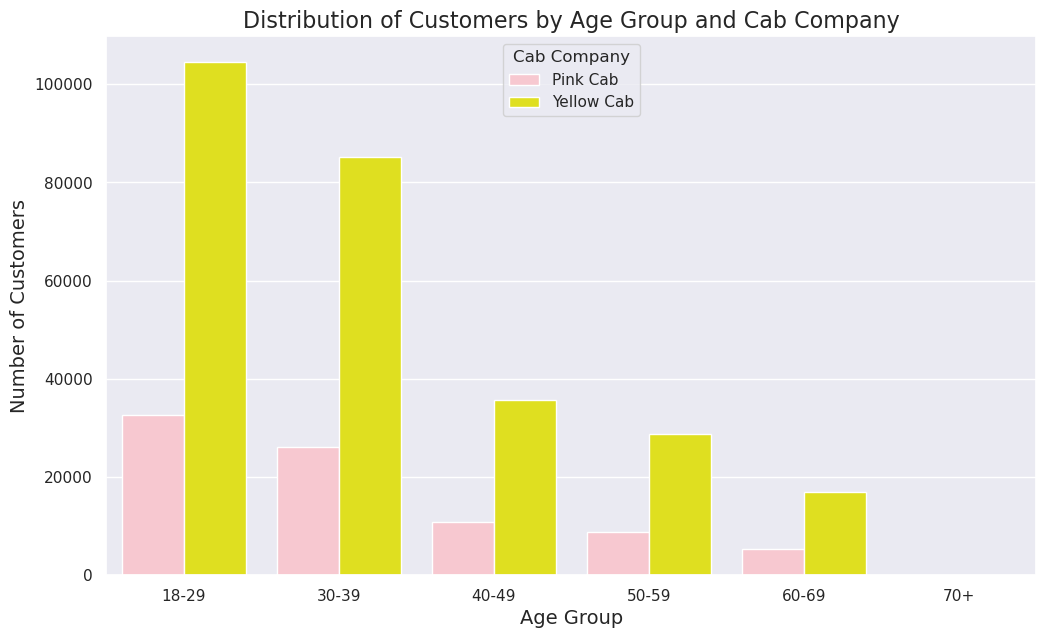 Distribution of Customers by Age Group and Cab Company
Cab Company
Pink Cab
Yellow Cab
Number of Customers
100000
80000
60000
40000
20000
0
18-29
30-39
40-49
50-59
60-69
70+
Age Group